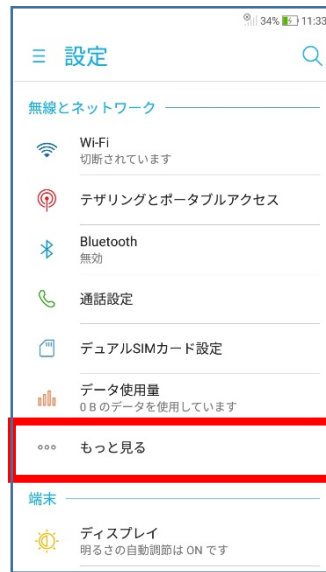 34% 11:33
設定
無線とネットワーク
Wi-Fi
切断されています
テザリングとポータブルアクセス
Bluetooth
無効
通話設定
デュアルSIMカード設定
データ使用量
0 B のデータを使用しています
もっと見る
端末
ディスプレイ
明るさの自動調節は ON です